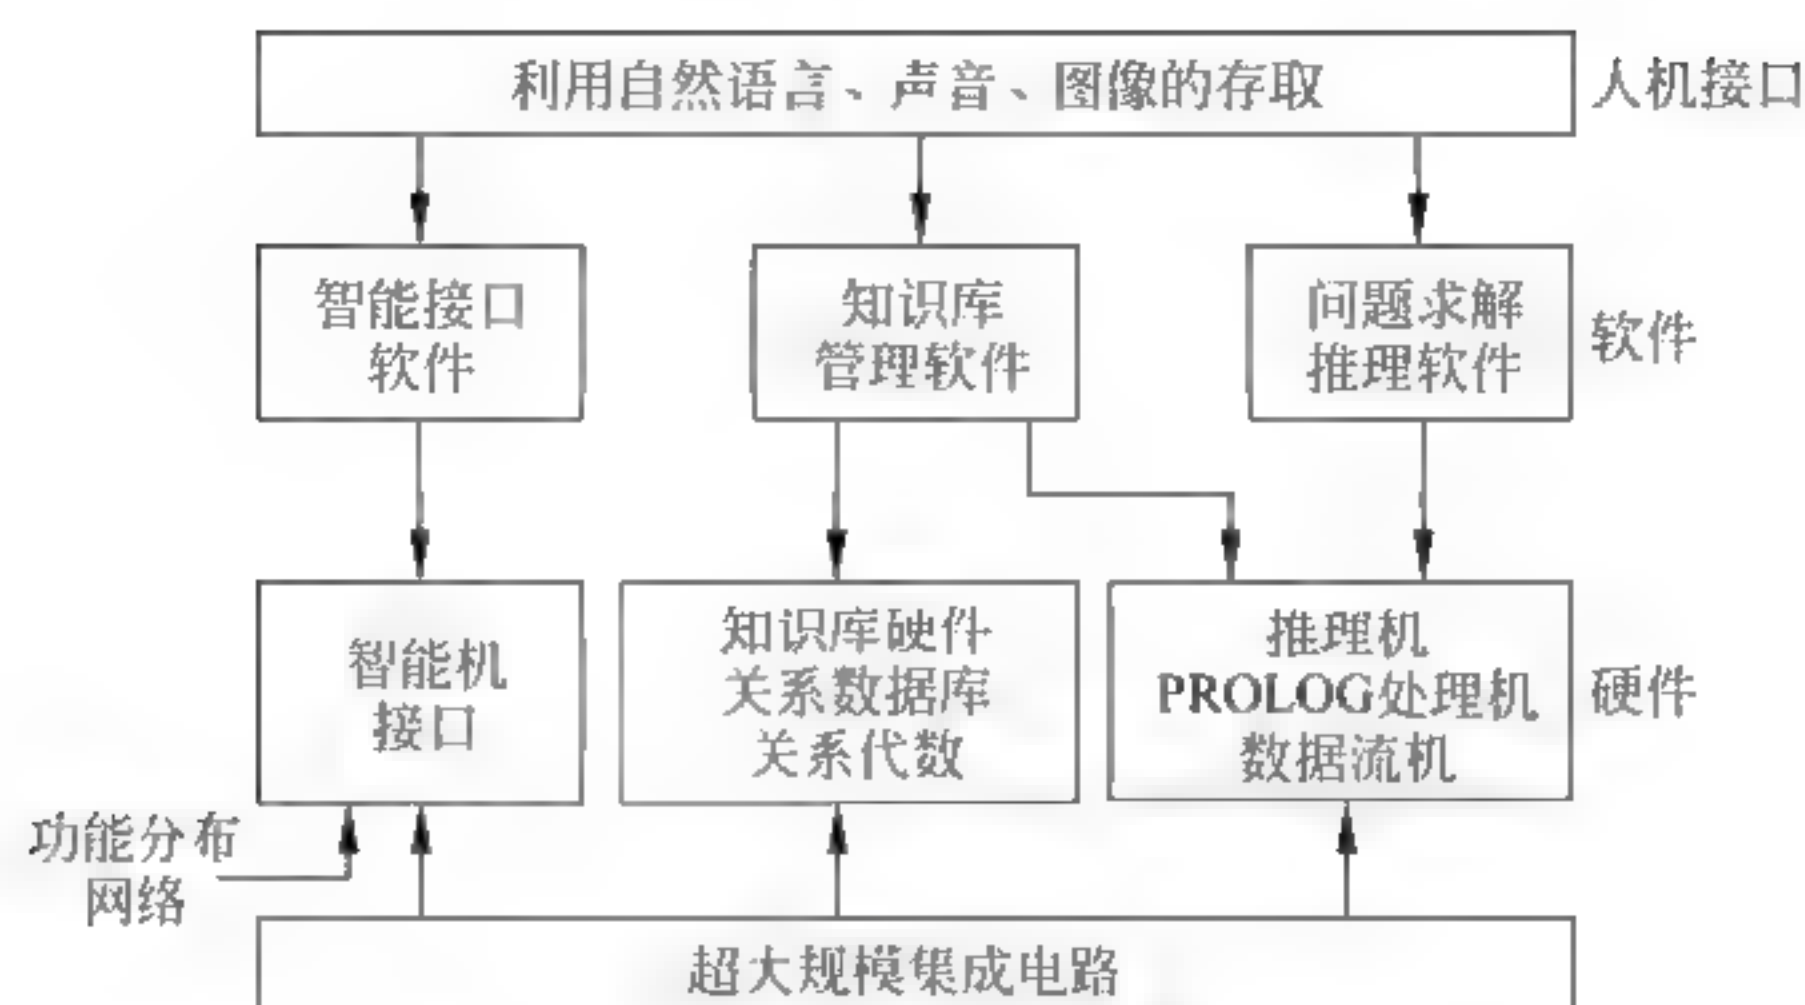 利用自然语言、声音、图像的存取
人机接口
智能接口
软件
知识库
管理软件
问题求解
推理软件
软件
智能机
接口
知识库硬件
关系数据库
关系代数
推理机
PROLOG处理机
数据流机
硬件
功能分布
网络
超大规模集成电路